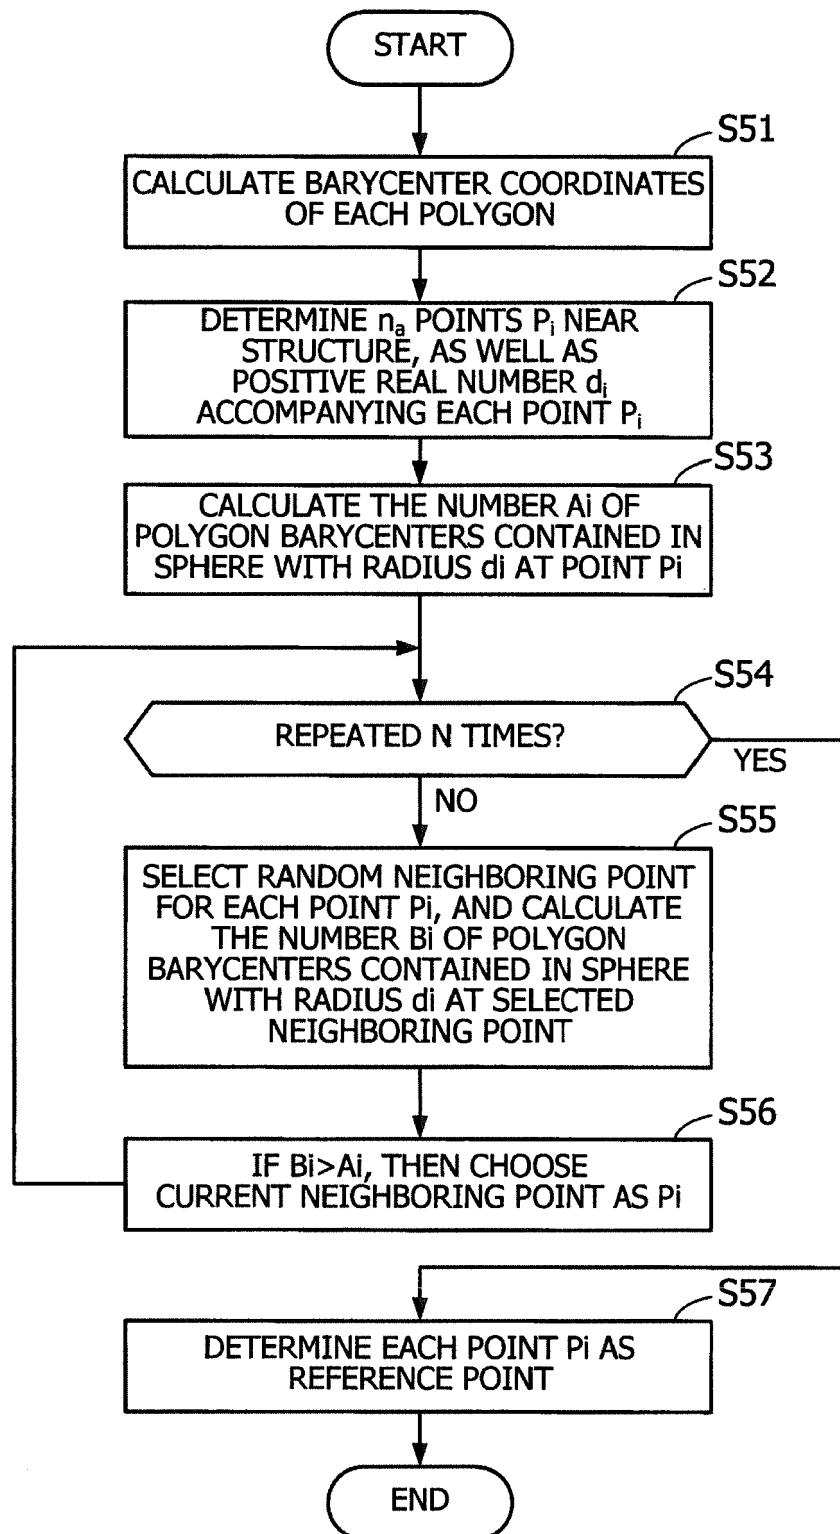 START
S51
CALCULATE BARYCENTER COORDINATES
OF EACH POLYGON
S52
DETERMINE nₐ POINTS Pᵢ NEAR
STRUCTURE, AS WELL AS
POSITIVE REAL NUMBER dᵢ
ACCOMPANYING EACH POINT Pᵢ
S53
CALCULATE THE NUMBER Ai OF
POLYGON BARYCENTERS CONTAINED IN
SPHERE WITH RADIUS di AT POINT Pi
S54
REPEATED N TIMES?
YES
NO
S55
SELECT RANDOM NEIGHBORING POINT
FOR EACH POINT Pi, AND CALCULATE
THE NUMBER Bi OF POLYGON
BARYCENTERS CONTAINED IN SPHERE
WITH RADIUS di AT SELECTED
NEIGHBORING POINT
S56
IF Bi>Ai, THEN CHOOSE
CURRENT NEIGHBORING POINT AS Pi
S57
DETERMINE EACH POINT Pi AS
REFERENCE POINT
END